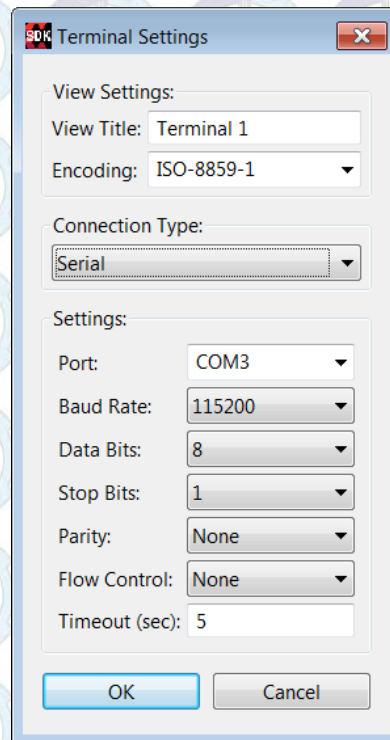 SDK Terminal Settings
View Settings:
View Title: Terminal 1
Encoding: ISO-8859-1
Connection Type:
Serial
Settings:
Port: COM3
Baud Rate: 115200
Data Bits: 8
Stop Bits: 1
Parity: None
Flow Control: None
Timeout (sec): 5
OK Cancel